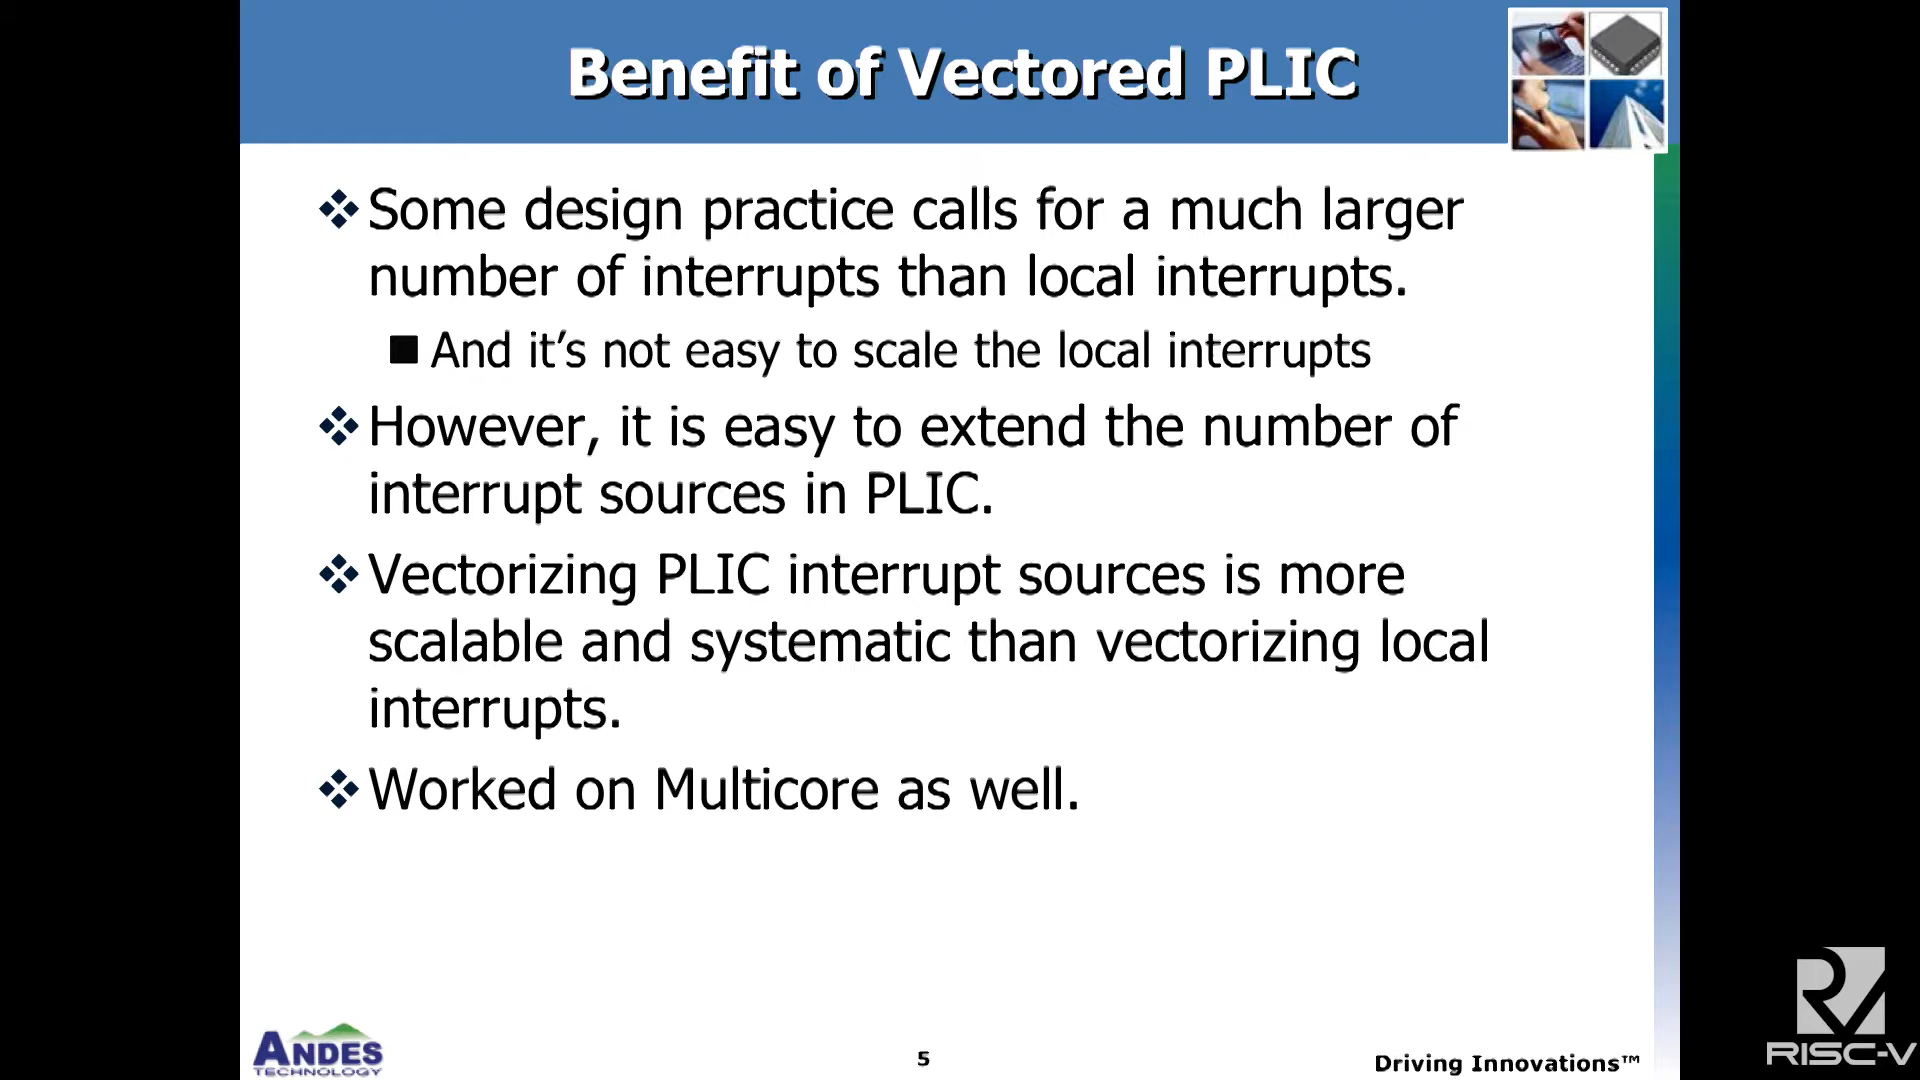 Benefit of Vectored PLIC
Some design practice calls for a much larger
number of interrupts than local interrupts.
And it’s not easy to scale the local interrupts
However, it is easy to extend the number of
interrupt sources in PLIC.
Vectorizing PLIC interrupt sources is more
scalable and systematic than vectorizing local
interrupts.
Worked on Multicore as well.
ANDES
TECHNOLOGY
5
Driving Innovations™
RISC-V